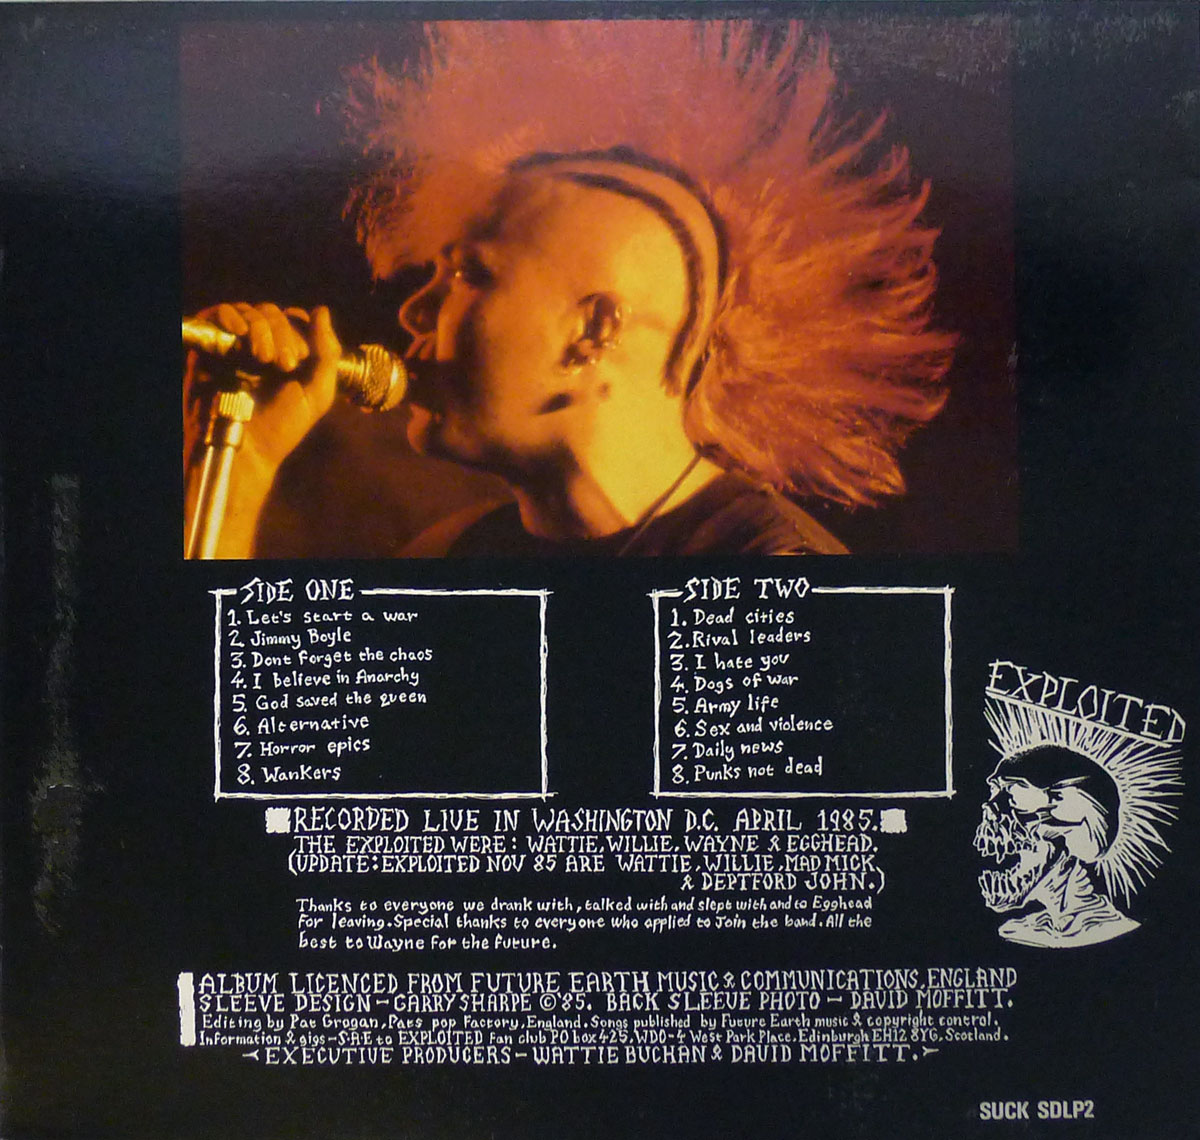 SIDE ONE
1. Let's start a war
2. Jimmy Boyle
3. Dont forget the chaos
4. I believe in Anarchy
5. God saved the queen
6. Alternative
7. Horror epics
8. Wankers
SIDE TWO
1. Dead cities
2. Rival leaders
3. I hate you
4. Dogs of war
5. Army life
6. Sex and violence
7. Daily news
8. Punks not dead
EXPLOITED
RECORDED LIVE IN WASHINGTON D.C. APRIL 1985.
THE EXPLOITED WERE: WATTIE, WILLIE, WAYNE & EGGHEAD.
(UPDATE: EXPLOITED NOV 85 ARE WATTIE, WILLIE, MAD MICK
& DEPTFORD JOHN.)
Thanks to everyone we drank with, talked with and slept with and to Egghead
for leaving. Special thanks to everyone who applied to join the band. All the
best to Wayne for the future.
ALBUM LICENCED FROM FUTURE EARTH MUSIC & COMMUNICATIONS, ENGLAND
SLEEVE DESIGN - GARRY SHARPE ©'85. BACK SLEEVE PHOTO - DAVID MOFFITT.
Editing by Pat Grogan, Pats pop Factory, England. Songs published by Future Earth music & copyright control.
Information & gigs - S.A.E to EXPLOITED Fan club PO box 425, WDO-4 West Park Place, Edinburgh EH12 8YG, Scotland.
EXECUTIVE PRODUCERS - WATTIE BUCHAN & DAVID MOFFITT.
SUCK SDLP2